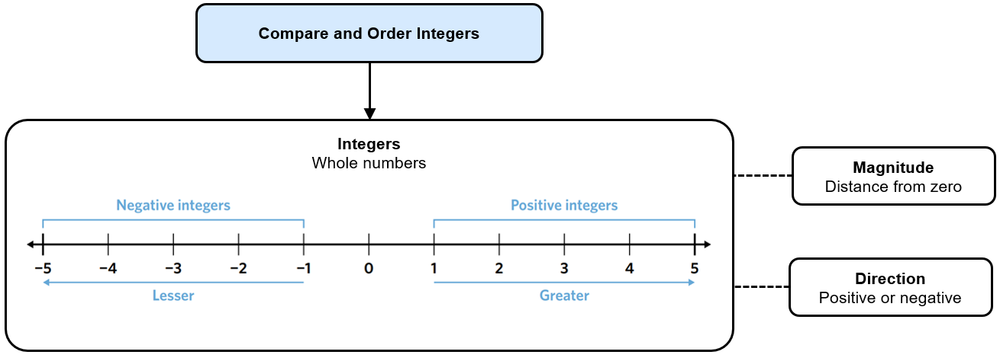 Compare and Order Integers
Integers
Whole numbers
Magnitude
Distance from zero
Negative integers Positive integers
−5 −4 −3 −2 −1 0 1 2 3 4 5
Lesser Greater
Direction
Positive or negative